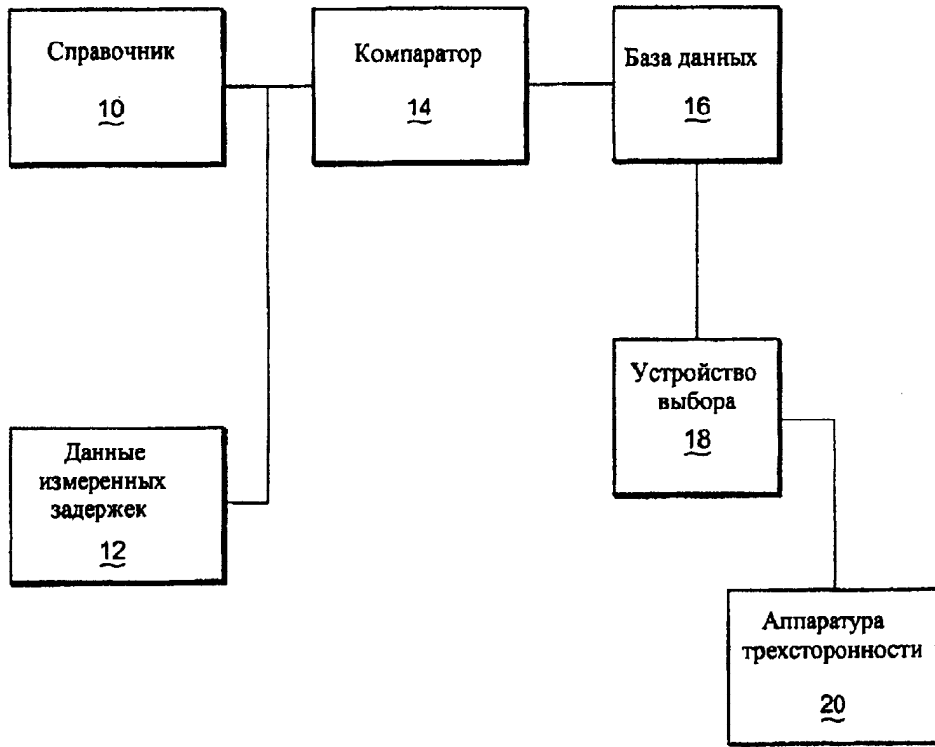 Справочник
10
Компаратор
14
База данных
16
Устройство
выбора
18
Данные
измеренных
задержек
12
Аппаратура
трехсторонности
20